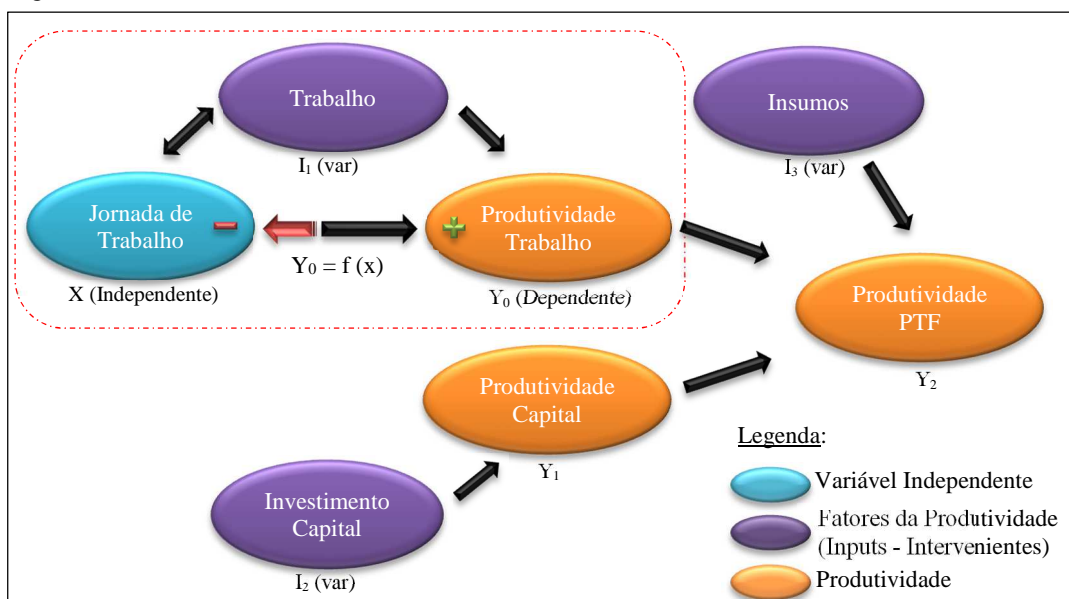 Trabalho
I₁ (var)
Insumos
I₃ (var)
Jornada de
Trabalho
X (Independente)
Y₀ = f (x)
Produtividade
Trabalho
Y₀ (Dependente)
Produtividade
PTF
Y₂
Produtividade
Capital
Y₁
Investimento
Capital
I₂ (var)
Legenda:
Variável Independente
Fatores da Produtividade
(Inputs - Intervenientes)
Produtividade